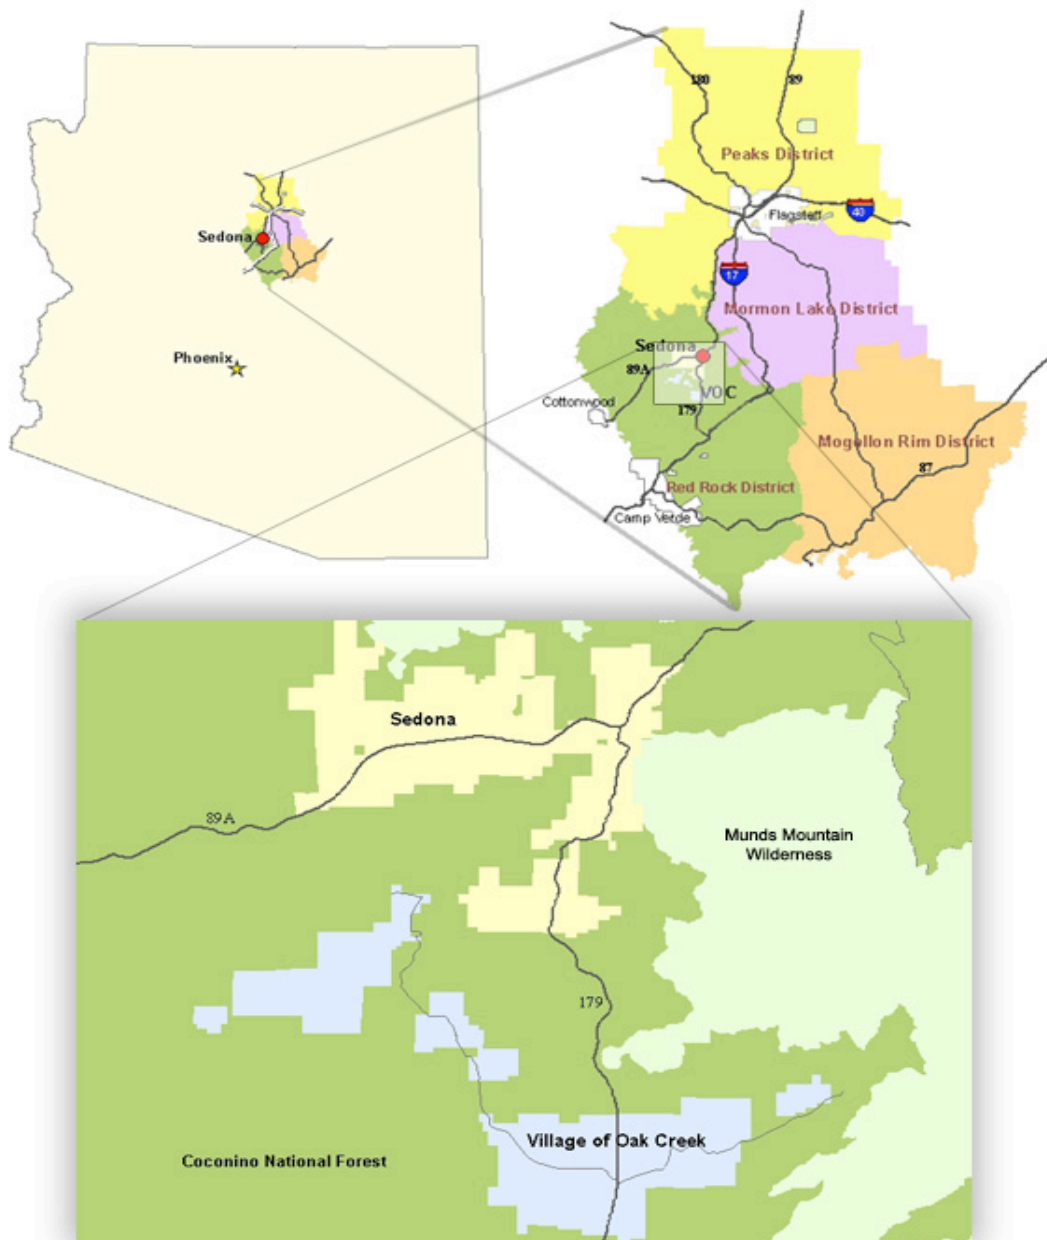 180
89
Peaks District
Flagstaff
40
Sedona
17
Mormon Lake District
Phoenix
Sedona
89A
VOC
Cottonwood
179
Mogollon Rim District
87
Red Rock District
Camp Verde
Sedona
89A
Munds Mountain
Wilderness
179
Village of Oak Creek
Coconino National Forest